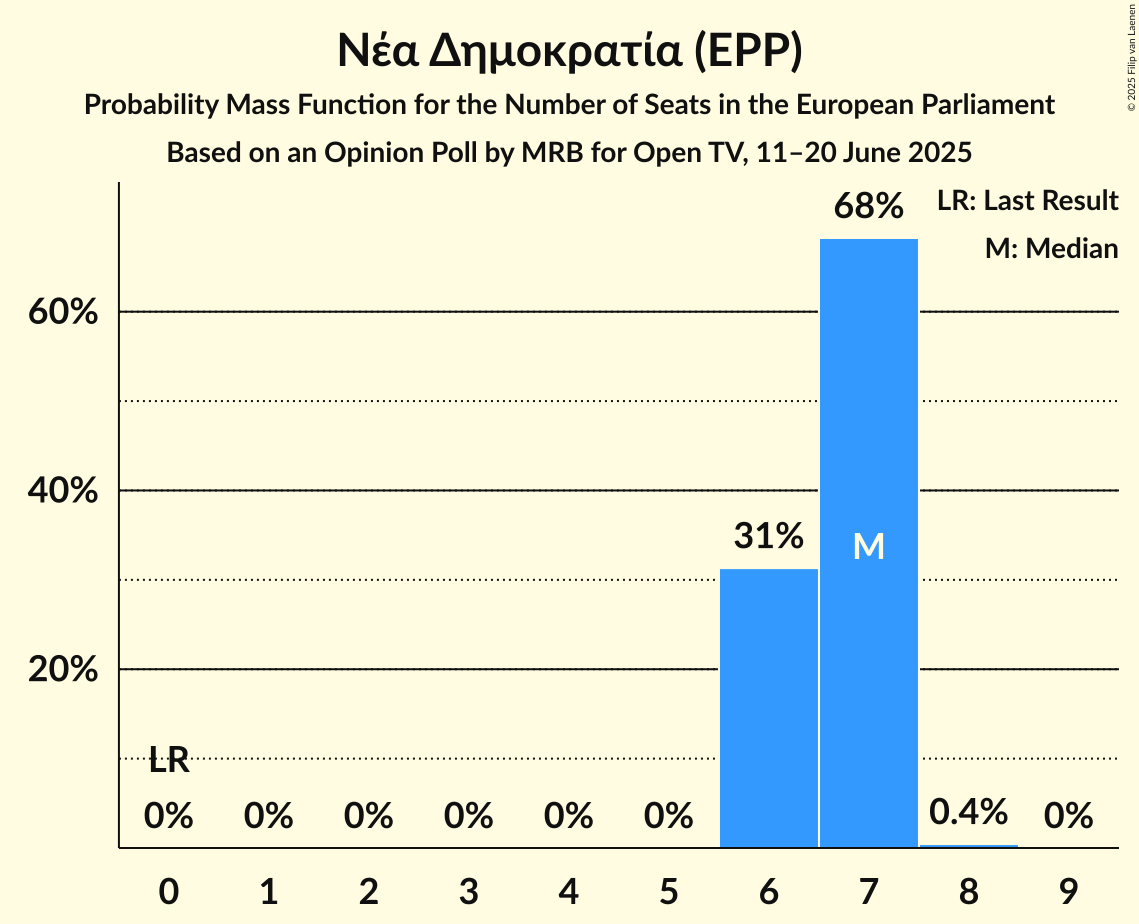 Νέα Δημοκρατία (EPP)
Probability Mass Function for the Number of Seats in the European Parliament
Based on an Opinion Poll by MRB for Open TV, 11–20 June 2025
© 2025 Filip van Laenen
LR: Last Result
M: Median
68%
60%
40%
31%
M
20%
LR
0% 0% 0% 0% 0% 0% 0.4% 0%
0 1 2 3 4 5 6 7 8 9